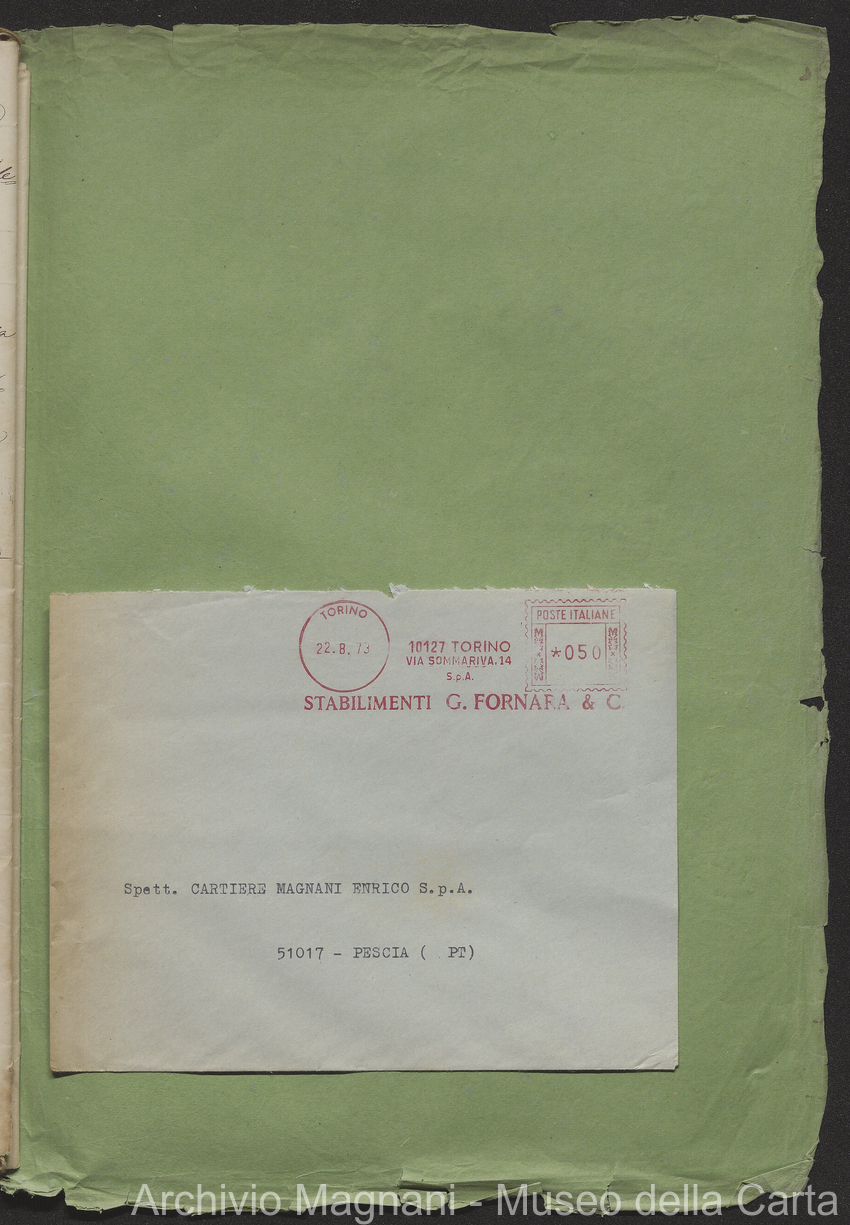 TORINO
22.8.73
10127 TORINO
VIA SOMMARIVA, 14
S.p.A.
POSTE ITALIANE
*050
STABILIMENTI G. FORNARA & C.
Spett. CARTIERE MAGNANI ENRICO S.p.A.
51017 - PESCIA ( PT)
Archivio Magnani - Museo della Carta